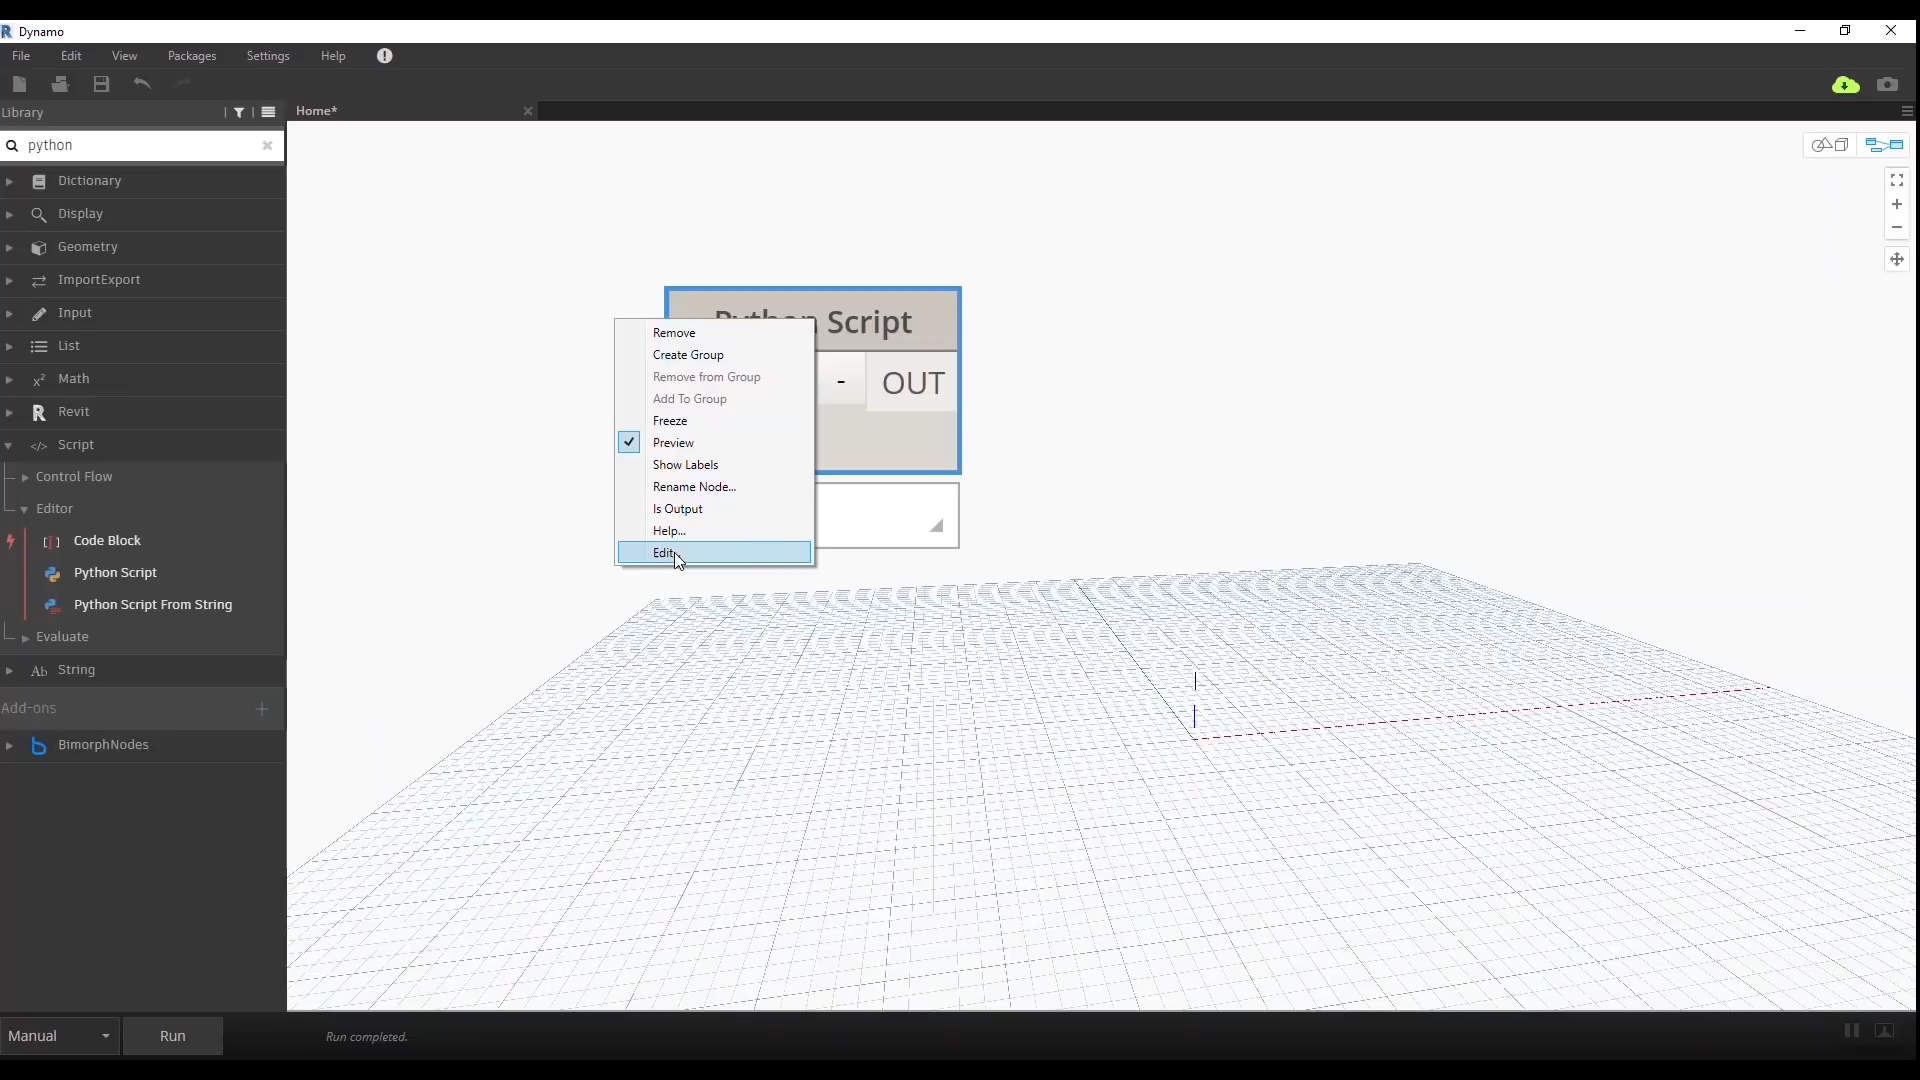 Dynamo
File Edit View Packages Settings Help
Library
Home*
python
Dictionary
Display
Geometry
ImportExport
Input
List
Math
Revit
Script
Control Flow
Editor
Code Block
Python Script
Python Script From String
Evaluate
String
Add-ons
BimorphNodes
Python Script
- OUT
Remove
Create Group
Remove from Group
Add To Group
Freeze
Preview
Show Labels
Rename Node...
Is Output
Help...
Edit...
Manual Run Run completed.